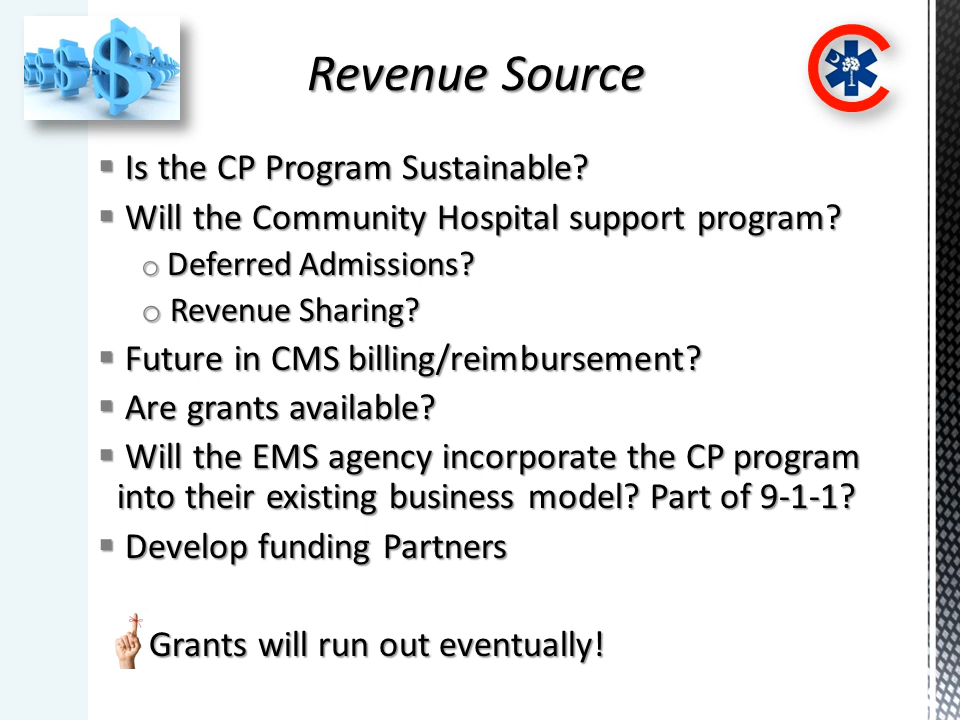 Revenue Source
▪ Is the CP Program Sustainable?
▪ Will the Community Hospital support program?
o Deferred Admissions?
o Revenue Sharing?
▪ Future in CMS billing/reimbursement?
▪ Are grants available?
▪ Will the EMS agency incorporate the CP program
into their existing business model? Part of 9-1-1?
▪ Develop funding Partners
Grants will run out eventually!